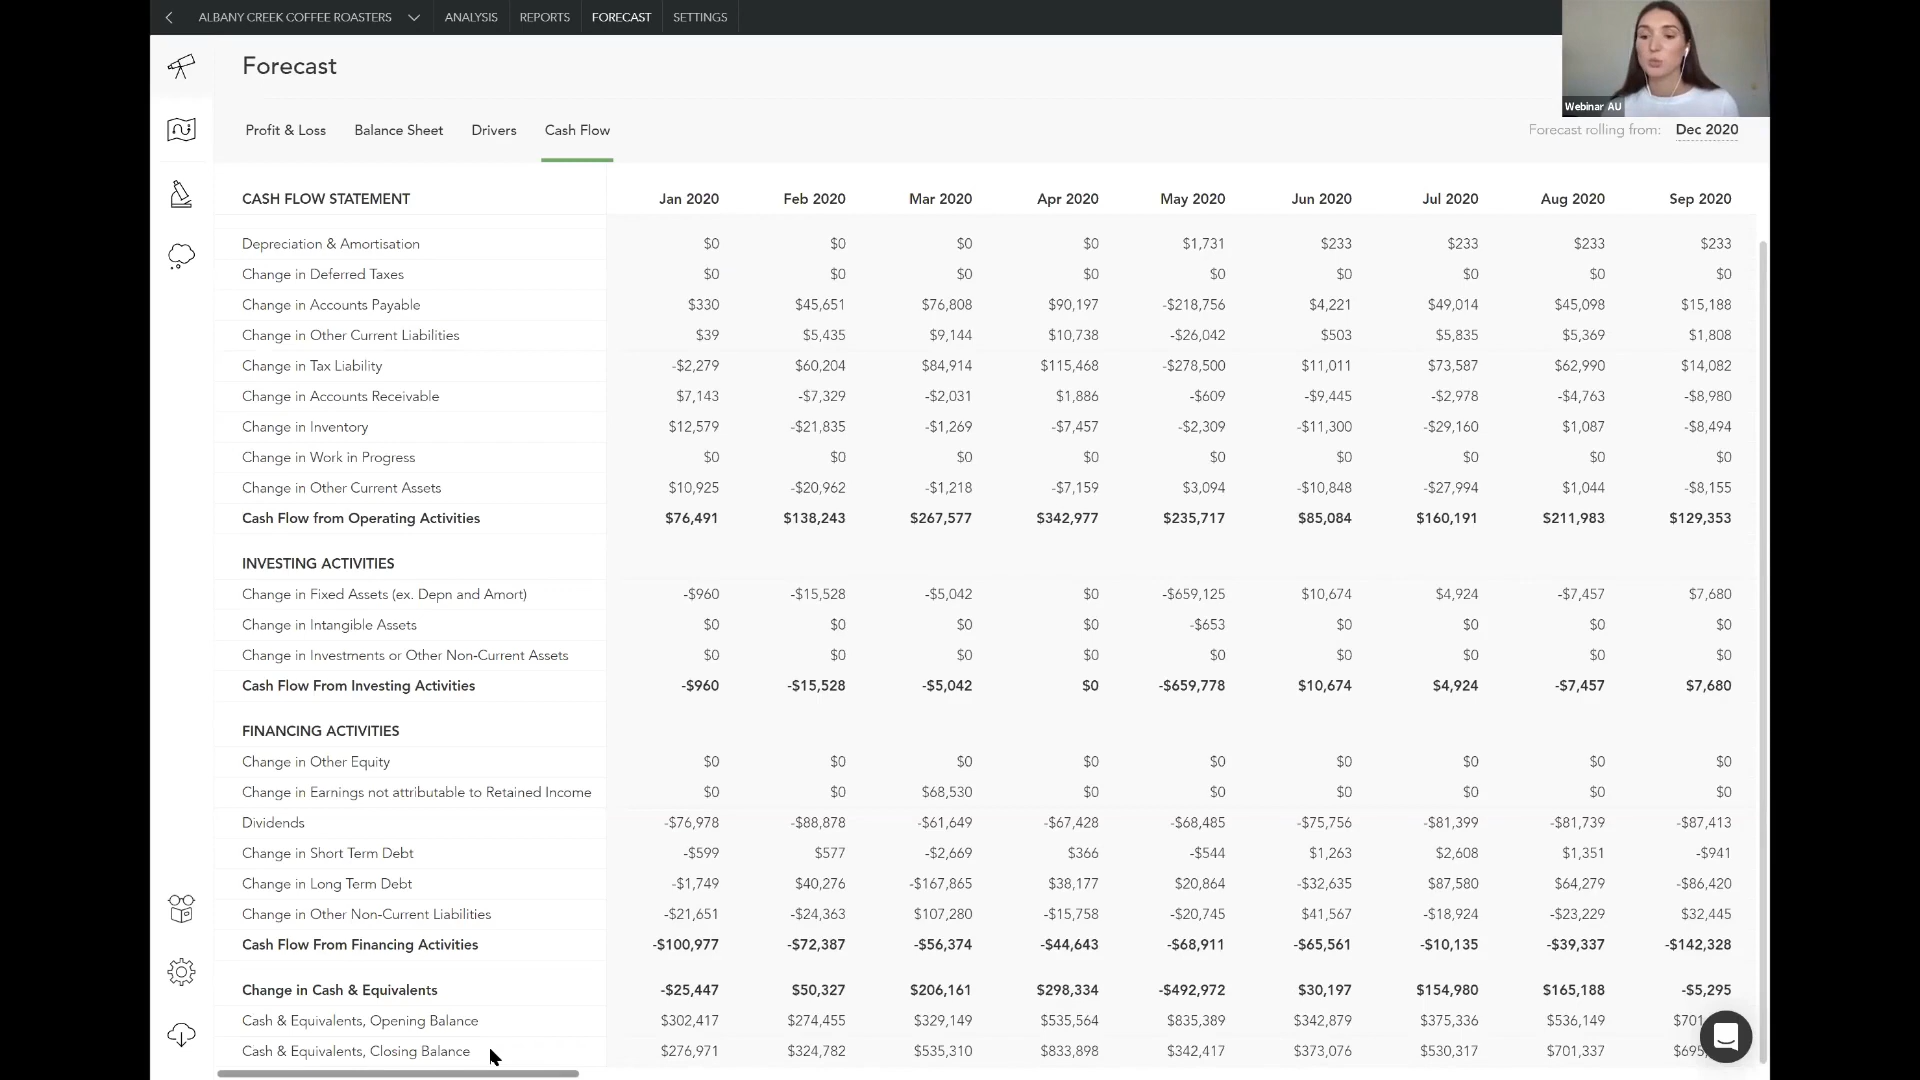 ALBANY CREEK COFFEE ROASTERS ANALYSIS REPORTS FORECAST SETTINGS
Forecast
Webinar AU
Profit & Loss Balance Sheet Drivers Cash Flow Forecast rolling from: Dec 2020
CASH FLOW STATEMENT Jan 2020 Feb 2020 Mar 2020 Apr 2020 May 2020 Jun 2020 Jul 2020 Aug 2020 Sep 2020
Depreciation & Amortisation $0 $0 $0 $0 $1,731 $233 $233 $233 $233
Change in Deferred Taxes $0 $0 $0 $0 $0 $0 $0 $0 $0
Change in Accounts Payable $330 $45,651 $76,808 $90,197 -$218,756 $4,221 $49,014 $45,098 $15,188
Change in Other Current Liabilities $39 $5,435 $9,144 $10,738 -$26,042 $503 $5,835 $5,369 $1,808
Change in Tax Liability -$2,279 $60,204 $84,914 $115,468 -$278,500 $11,011 $73,587 $62,990 $14,082
Change in Accounts Receivable $7,143 -$7,329 -$2,031 $1,886 -$609 -$9,445 -$2,978 -$4,763 -$8,980
Change in Inventory $12,579 -$21,835 -$1,269 -$7,457 -$2,309 -$11,300 -$29,160 $1,087 -$8,494
Change in Work in Progress $0 $0 $0 $0 $0 $0 $0 $0 $0
Change in Other Current Assets $10,925 -$20,962 -$1,218 -$7,159 $3,094 -$10,848 -$27,994 $1,044 -$8,155
Cash Flow from Operating Activities $76,491 $138,243 $267,577 $342,977 $235,717 $85,084 $160,191 $211,983 $129,353
INVESTING ACTIVITIES
Change in Fixed Assets (ex. Depn and Amort) -$960 -$15,528 -$5,042 $0 -$659,125 $10,674 $4,924 -$7,457 $7,680
Change in Intangible Assets $0 $0 $0 $0 -$653 $0 $0 $0 $0
Change in Investments or Other Non-Current Assets $0 $0 $0 $0 $0 $0 $0 $0 $0
Cash Flow From Investing Activities -$960 -$15,528 -$5,042 $0 -$659,778 $10,674 $4,924 -$7,457 $7,680
FINANCING ACTIVITIES
Change in Other Equity $0 $0 $0 $0 $0 $0 $0 $0 $0
Change in Earnings not attributable to Retained Income $0 $0 $68,530 $0 $0 $0 $0 $0 $0
Dividends -$76,978 -$88,878 -$61,649 -$67,428 -$68,485 -$75,756 -$81,399 -$81,739 -$87,413
Change in Short Term Debt -$599 $577 -$2,669 $366 -$544 $1,263 $2,608 $1,351 -$941
Change in Long Term Debt -$1,749 $40,276 -$167,865 $38,177 $20,864 -$32,635 $87,580 $64,279 -$86,420
Change in Other Non-Current Liabilities -$21,651 -$24,363 $107,280 -$15,758 -$20,745 $41,567 -$18,924 -$23,229 $32,445
Cash Flow From Financing Activities -$100,977 -$72,387 -$56,374 -$44,643 -$68,911 -$65,561 -$10,135 -$39,337 -$142,328
Change in Cash & Equivalents -$25,447 $50,327 $206,161 $298,334 -$492,972 $30,197 $154,980 $165,188 -$5,295
Cash & Equivalents, Opening Balance $302,417 $274,455 $329,149 $535,564 $835,389 $342,879 $375,336 $536,149 $701
Cash & Equivalents, Closing Balance $276,971 $324,782 $535,310 $833,898 $342,417 $373,076 $530,317 $701,337 $695